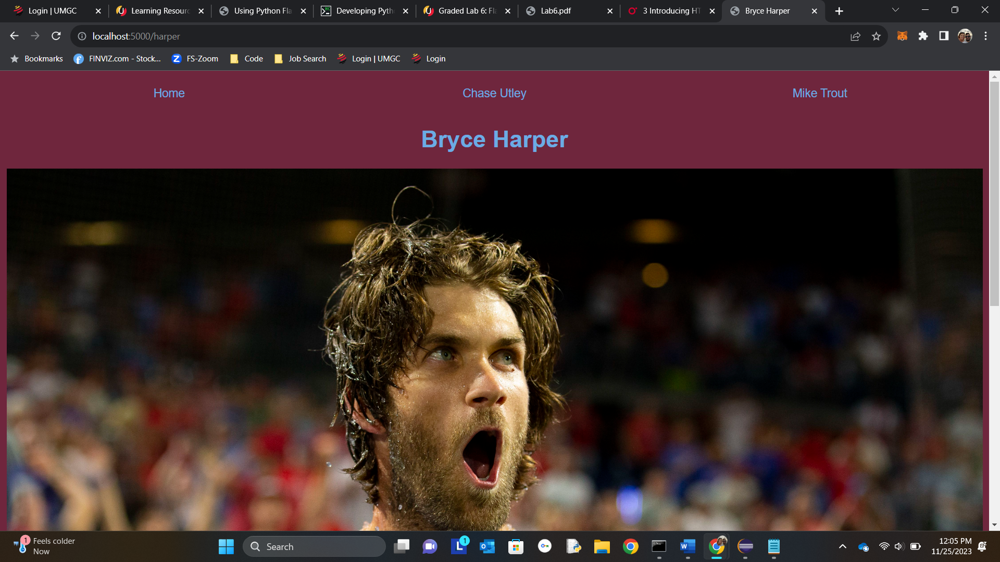 Login | UMGC
Learning Resourc
Using Python Fla
Developing Pyth
Graded Lab 6: Fla
Lab6.pdf
3 Introducing HT
Bryce Harper
localhost:5000/harper
Bookmarks
FINVIZ.com - Stock...
FS-Zoom
Code
Job Search
Login | UMGC
Login
Home
Chase Utley
Mike Trout
Bryce Harper
1
Feels colder
Now
Search
1
12:05 PM
11/25/2023